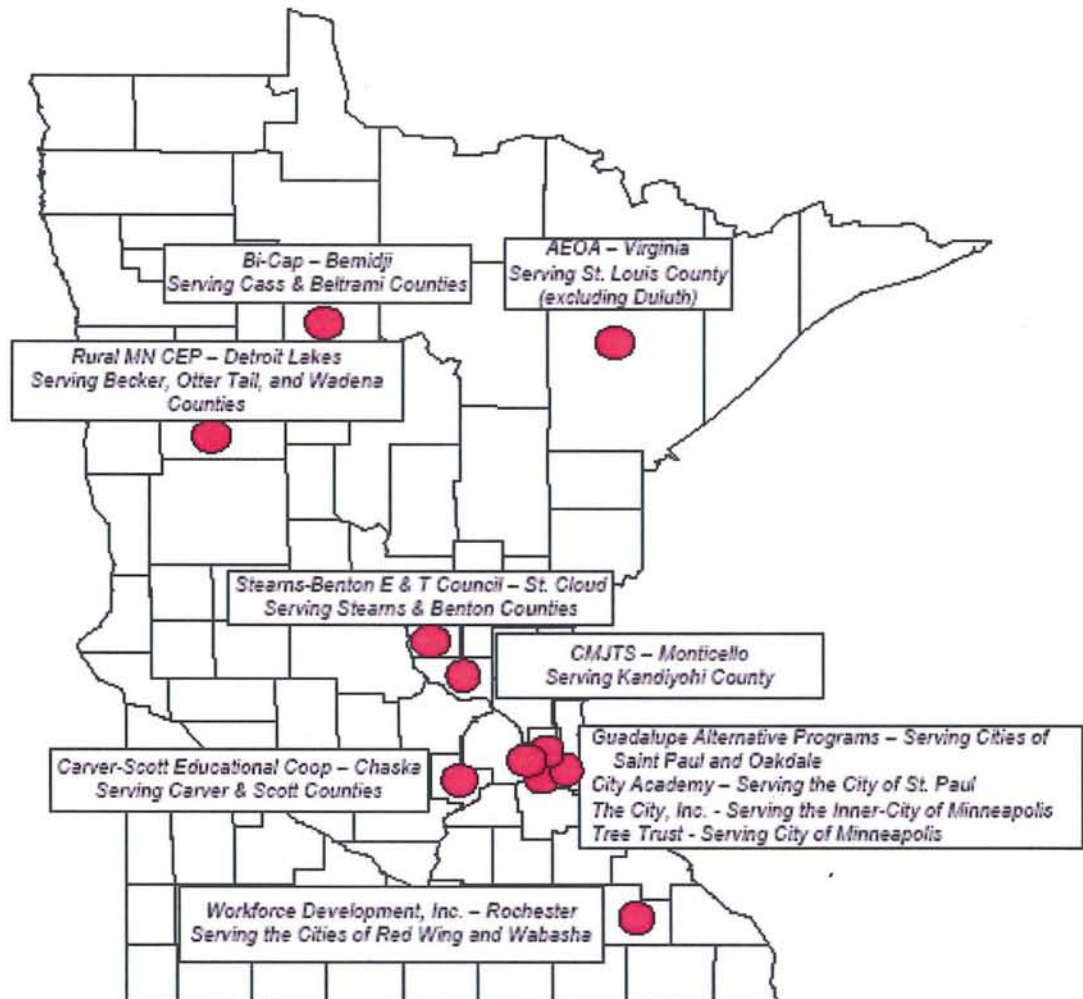 Bi-Cap – Bemidji
Serving Cass & Beltrami Counties
AEOA – Virginia
Serving St. Louis County
(excluding Duluth)
Rural MN CEP – Detroit Lakes
Serving Becker, Otter Tail, and Wadena
Counties
Stearns-Benton E & T Council – St. Cloud
Serving Stearns & Benton Counties
CMJTS – Monticello
Serving Kandiyohi County
Guadalupe Alternative Programs – Serving Cities of
Saint Paul and Oakdale
City Academy – Serving the City of St. Paul
The City, Inc. - Serving the Inner-City of Minneapolis
Tree Trust - Serving City of Minneapolis
Carver-Scott Educational Coop – Chaska
Serving Carver & Scott Counties
Workforce Development, Inc. – Rochester
Serving the Cities of Red Wing and Wabasha